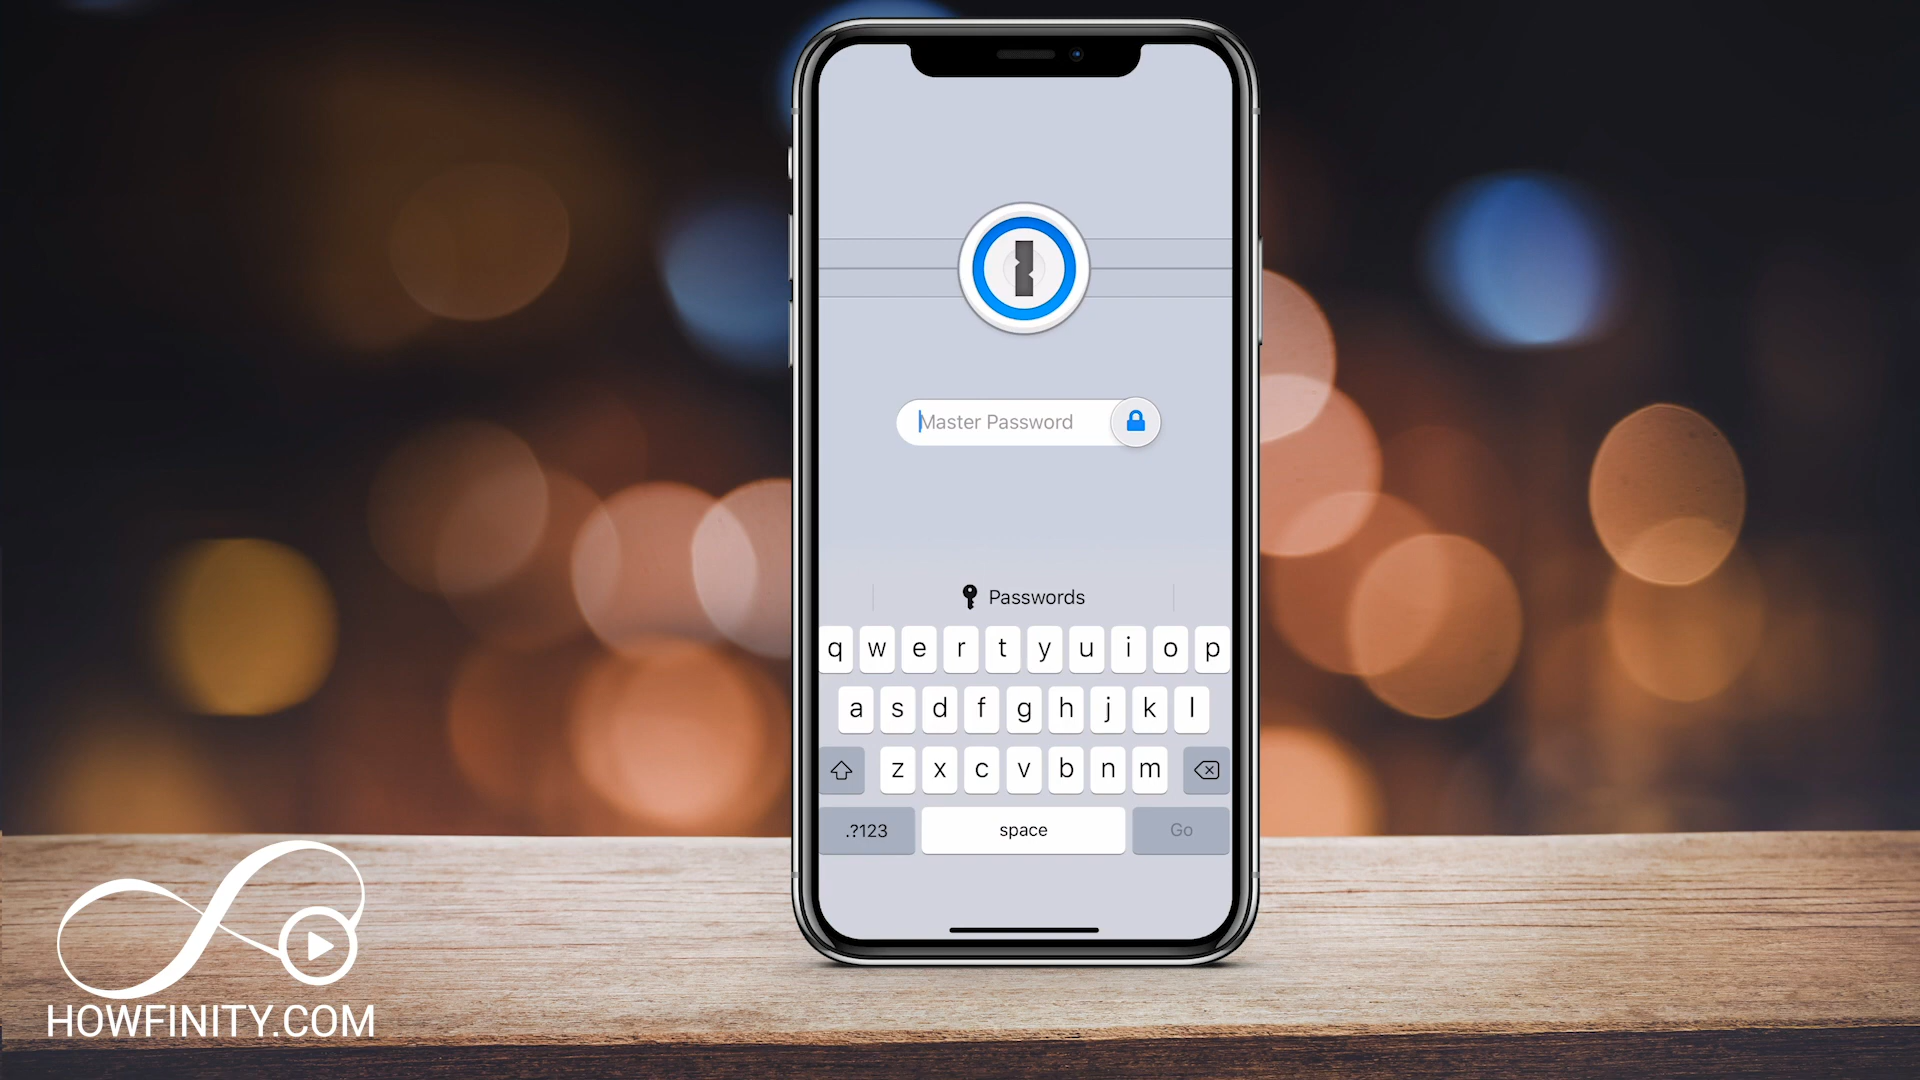 Master Password
Passwords
q w e r t y u i o p
a s d f g h j k l
z x c v b n m
.?123 space Go
HOWFINITY.COM